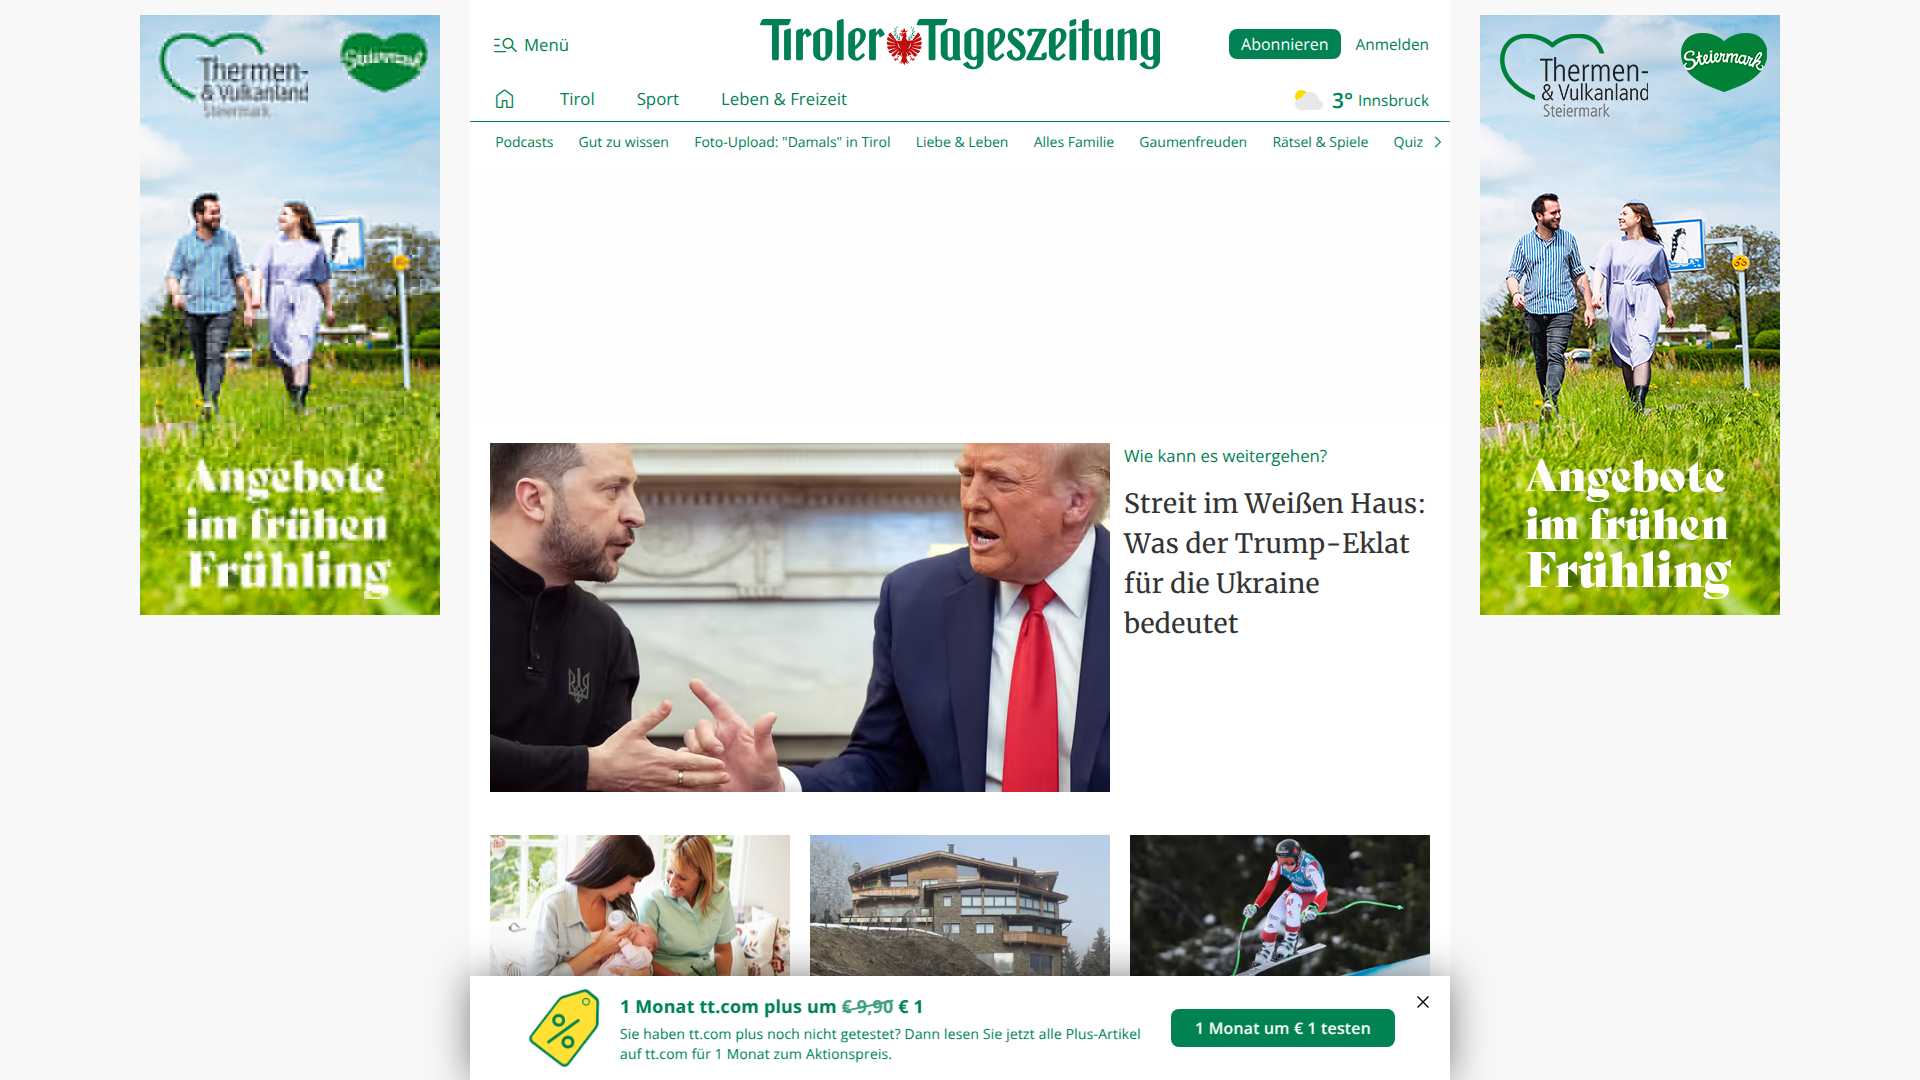 Thermen-
& Vulkanland
Steiermark
Steiermark
Angebote
im frühen
Frühling
Menü
Tiroler Tageszeitung
Abonnieren
Anmelden
Tirol
Sport
Leben & Freizeit
3° Innsbruck
Podcasts
Gut zu wissen
Foto-Upload: "Damals" in Tirol
Liebe & Leben
Alles Familie
Gaumenfreuden
Rätsel & Spiele
Quiz
Wie kann es weitergehen?
Streit im Weißen Haus:
Was der Trump-Eklat
für die Ukraine
bedeutet
1 Monat tt.com plus um € 9,90 € 1
Sie haben tt.com plus noch nicht getestet? Dann lesen Sie jetzt alle Plus-Artikel
auf tt.com für 1 Monat zum Aktionspreis.
1 Monat um € 1 testen
Thermen-
& Vulkanland
Steiermark
Steiermark
Angebote
im frühen
Frühling